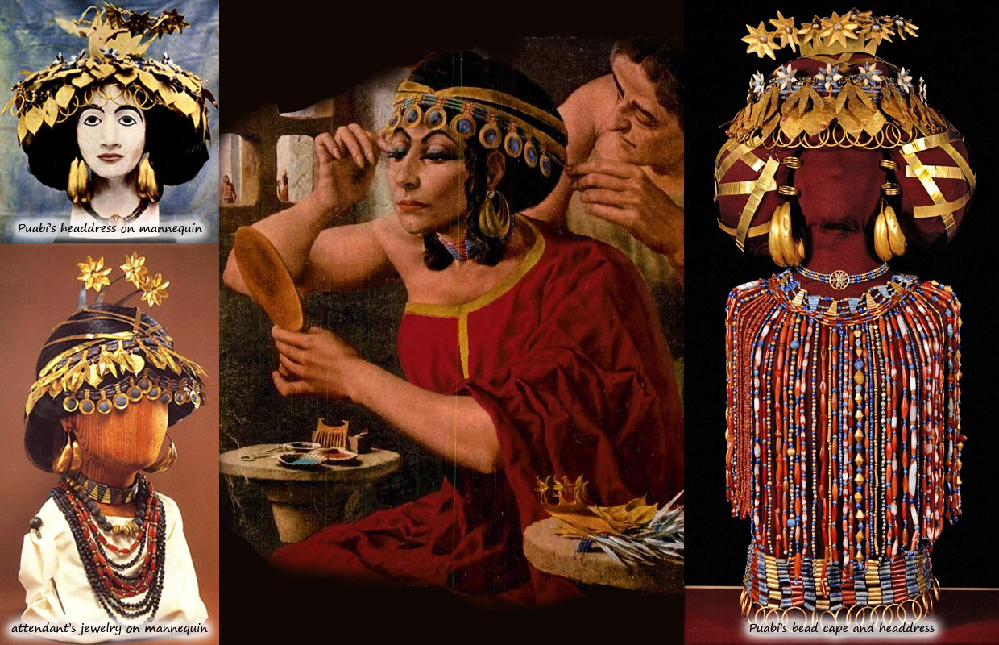 Puabi's headdress on mannequin
attendant's jewelry on mannequin
Puabi's bead cape and headdress